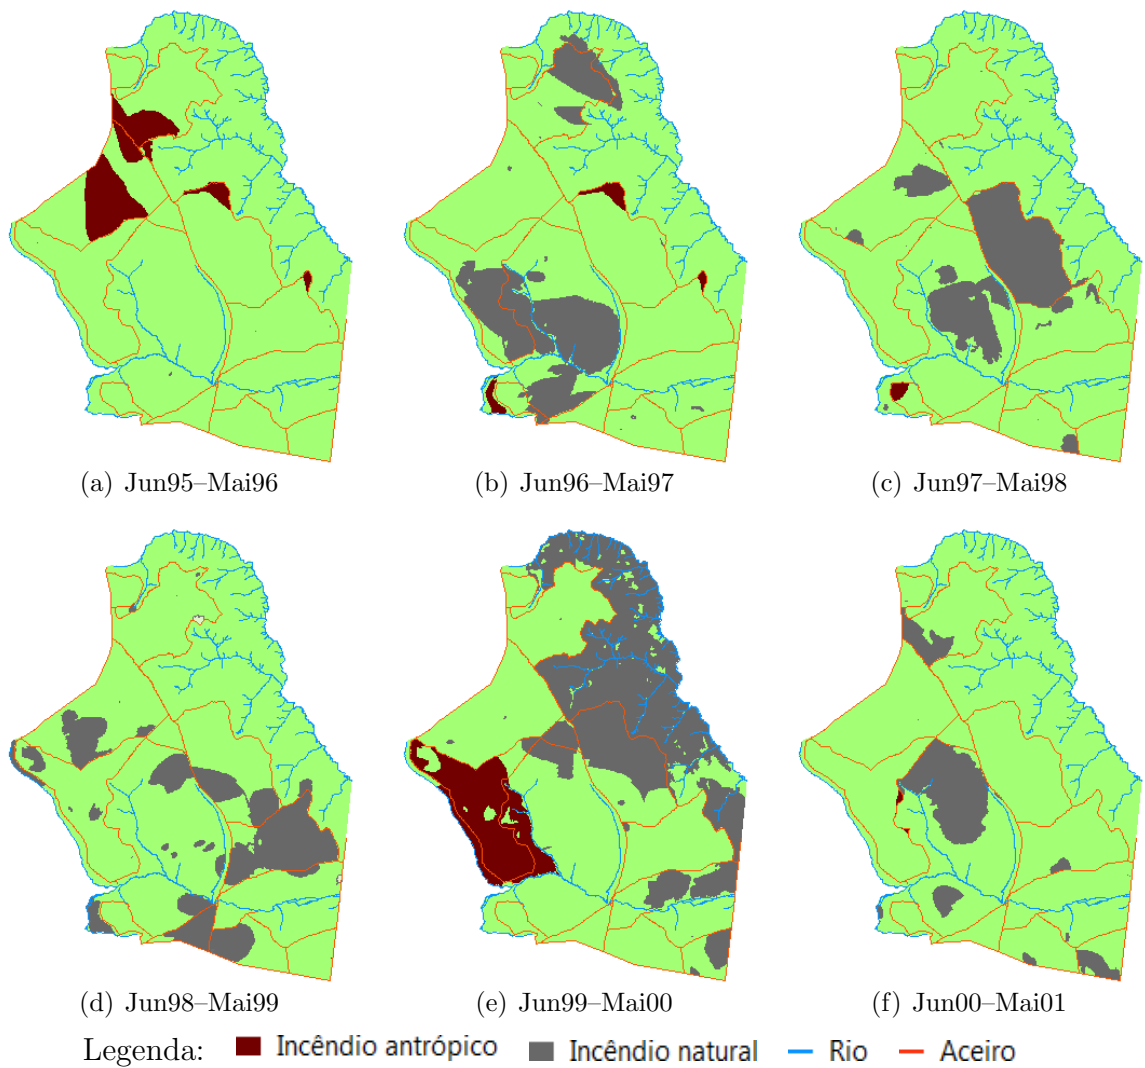 (a) Jun95–Mai96
(b) Jun96–Mai97
(c) Jun97–Mai98
(d) Jun98–Mai99
(e) Jun99–Mai00
(f) Jun00–Mai01
Legenda: Incêndio antrópico Incêndio natural Rio Aceiro